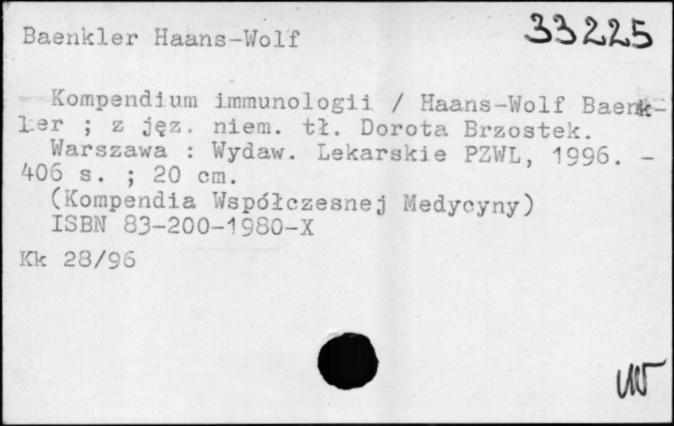 Baenkler Haans-Wolf 33225
Kompendium immunologii / Haans-Wolf Baenk-
ler ; z jęz. niem. tł. Dorota Brzostek.
Warszawa : Wydaw. Lekarskie PZWL, 1996. -
406 s. ; 20 cm.
(Kompendia Współczesnej Medycyny)
ISBN 83-200-1980-X
Kk 28/96